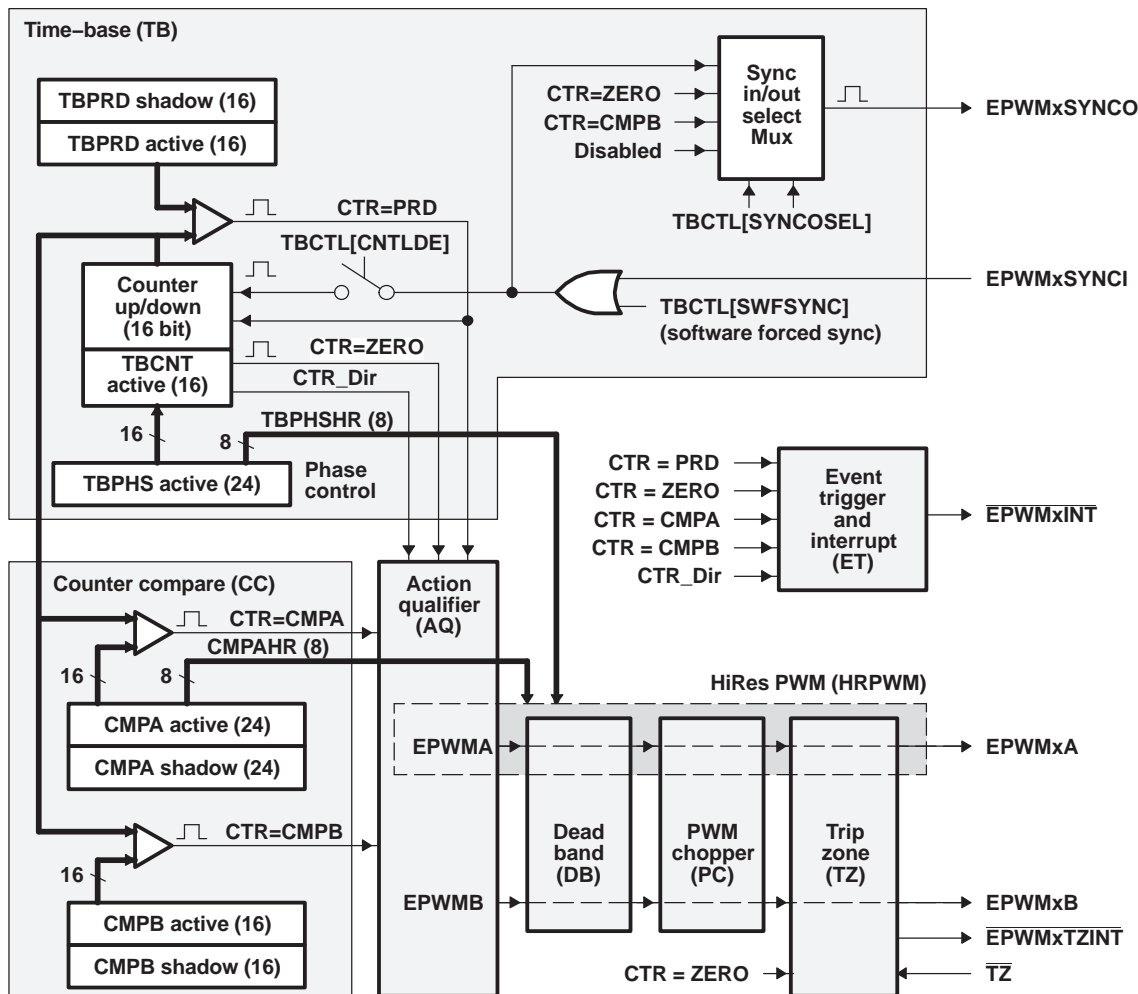 Time−base (TB)
TBPRD shadow (16)
TBPRD active (16)
CTR=ZERO
CTR=CMPB
Disabled
Sync
in/out
select
Mux
EPWMxSYNCO
TBCTL[SYNCOSEL]
CTR=PRD
TBCTL[CNTLDE]
Counter
up/down
(16 bit)
EPWMxSYNCI
TBCTL[SWFSYNC]
(software forced sync)
TBCNT
active (16)
CTR=ZERO
CTR_Dir
16
8
TBPHSHR (8)
TBPHS active (24)
Phase
control
CTR = PRD
CTR = ZERO
CTR = CMPA
CTR = CMPB
CTR_Dir
Event
trigger
and
interrupt
(ET)
EPWMxINT
Counter compare (CC)
Action
qualifier
(AQ)
CTR=CMPA
CMPAHR (8)
16
8
CMPA active (24)
CMPA shadow (24)
HiRes PWM (HRPWM)
EPWMA
EPWMxA
CTR=CMPB
16
CMPB active (16)
CMPB shadow (16)
Dead
band
(DB)
PWM
chopper
(PC)
Trip
zone
(TZ)
EPWMB
EPWMxB
EPWMxTZINT
CTR = ZERO
TZ